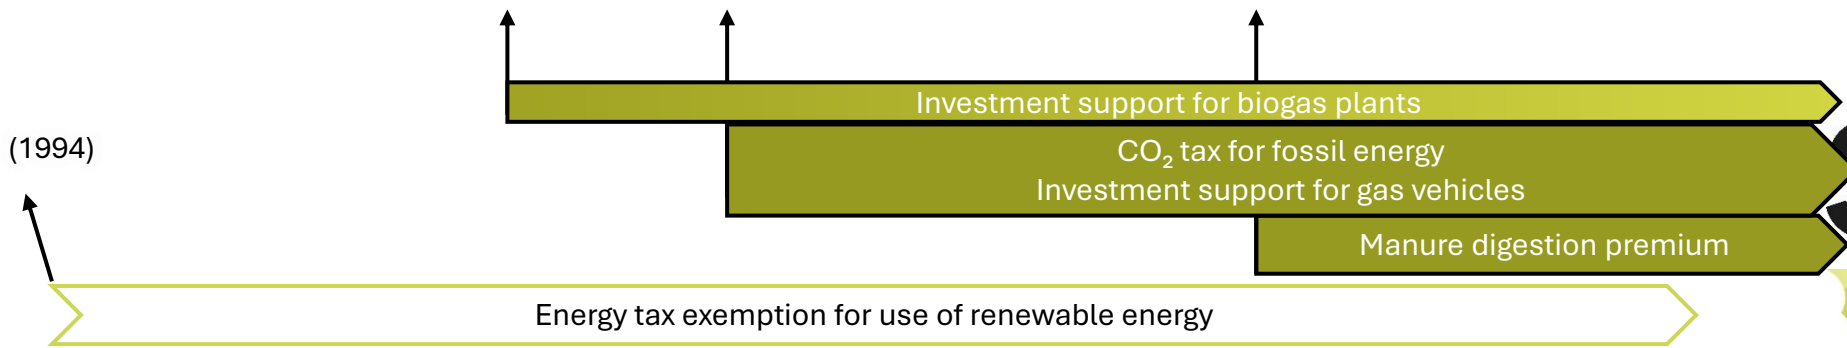 Investment support for biogas plants
(1994)
CO₂ tax for fossil energy
Investment support for gas vehicles
Manure digestion premium
Energy tax exemption for use of renewable energy